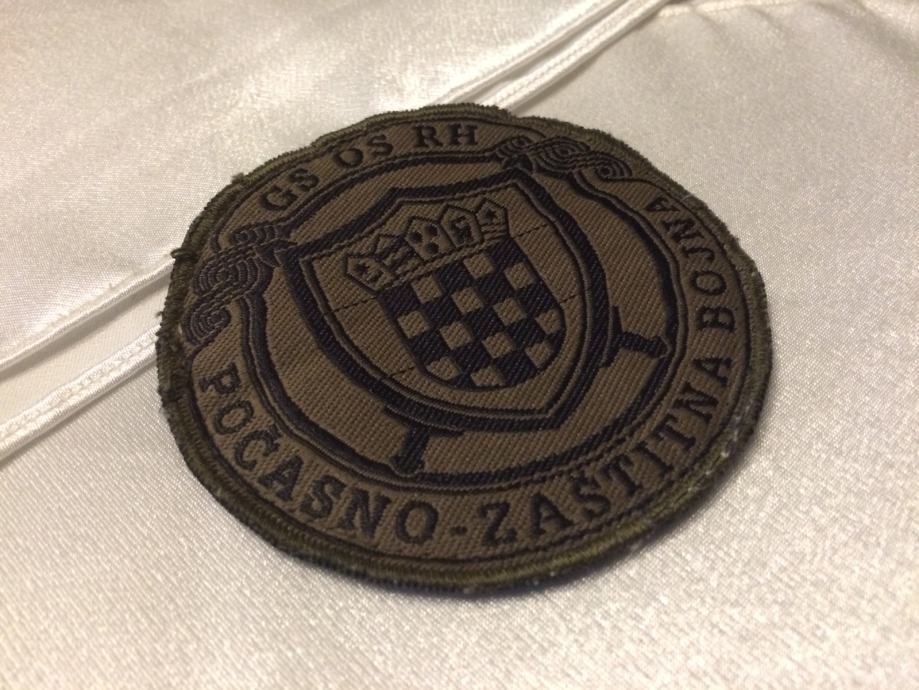 GS OS RH
POČASNO-ZAŠTITNA BOJNA